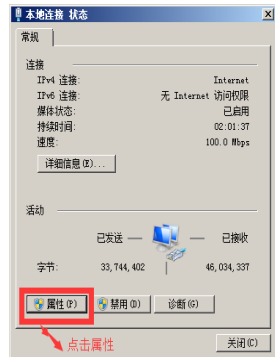 本地连接 状态
常规
连接
IPv4 连接: Internet
IPv6 连接: 无 Internet 访问权限
媒体状态: 已启用
持续时间: 02:01:37
速度: 100.0 Mbps
详细信息(E)...
活动
已发送 — — 已接收
字节: 33,744,402 | 46,034,337
属性(P) 禁用(D) 诊断(G)
点击属性
关闭(C)